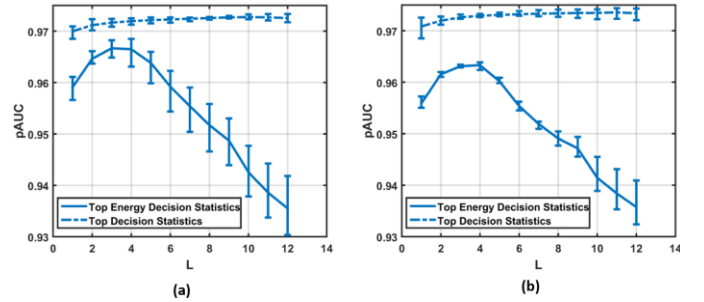 0.97
0.96
0.95
0.94
0.93
pAUC
Top Energy Decision Statistics
Top Decision Statistics
0 2 4 6 8 10 12 14
L
(a)
0.97
0.96
0.95
0.94
0.93
pAUC
Top Energy Decision Statistics
Top Decision Statistics
0 2 4 6 8 10 12 14
L
(b)